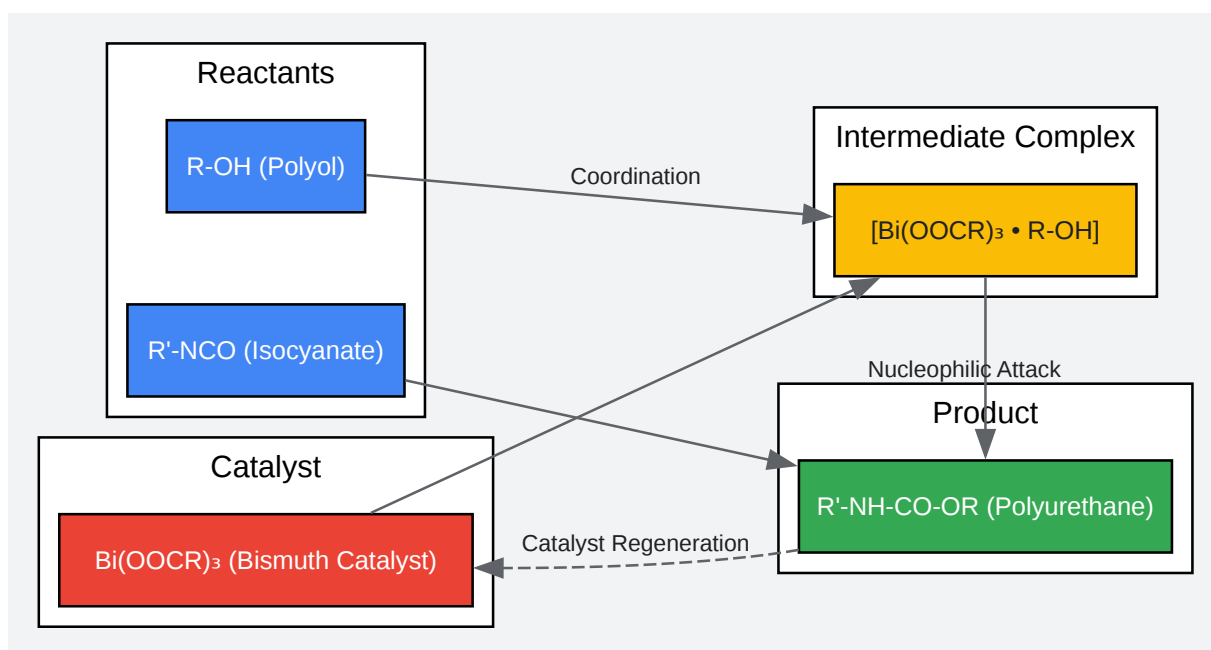 Reactants
R-OH (Polyol)
R'-NCO (Isocyanate)
Catalyst
Bi(OOCR)₃ (Bismuth Catalyst)
Coordination
Intermediate Complex
[Bi(OOCR)₃ • R-OH]
Nucleophilic Attack
Product
R'-NH-CO-OR (Polyurethane)
Catalyst Regeneration